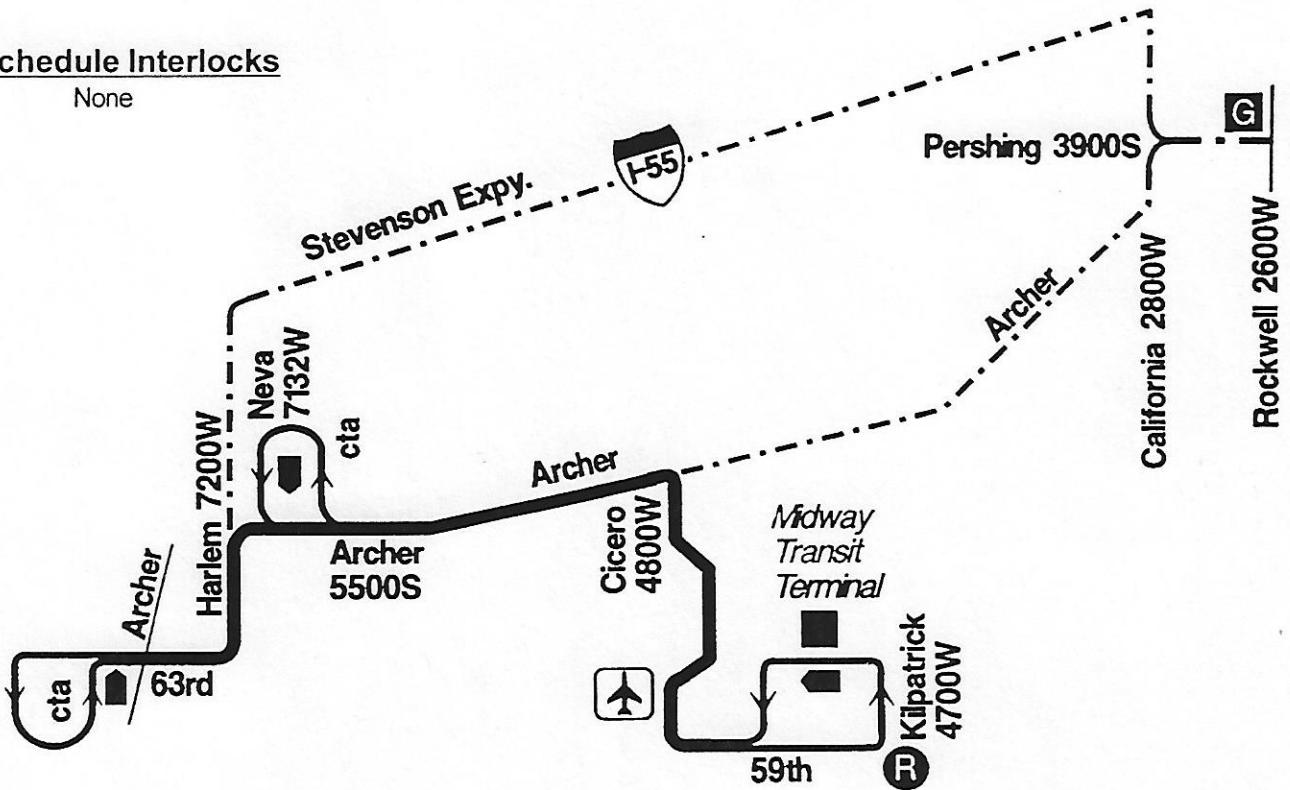 chedule Interlocks
None
Stevenson Expy.
I-55
Pershing 3900S
G
Rockwell 2600W
California 2800W
Archer
Neva
7132W
cta
Harlem 7200W
Archer
Archer
5500S
Cicero
4800W
Midway
Transit
Terminal
Archer
63rd
cta
Kilpatrick
4700W
R
59th